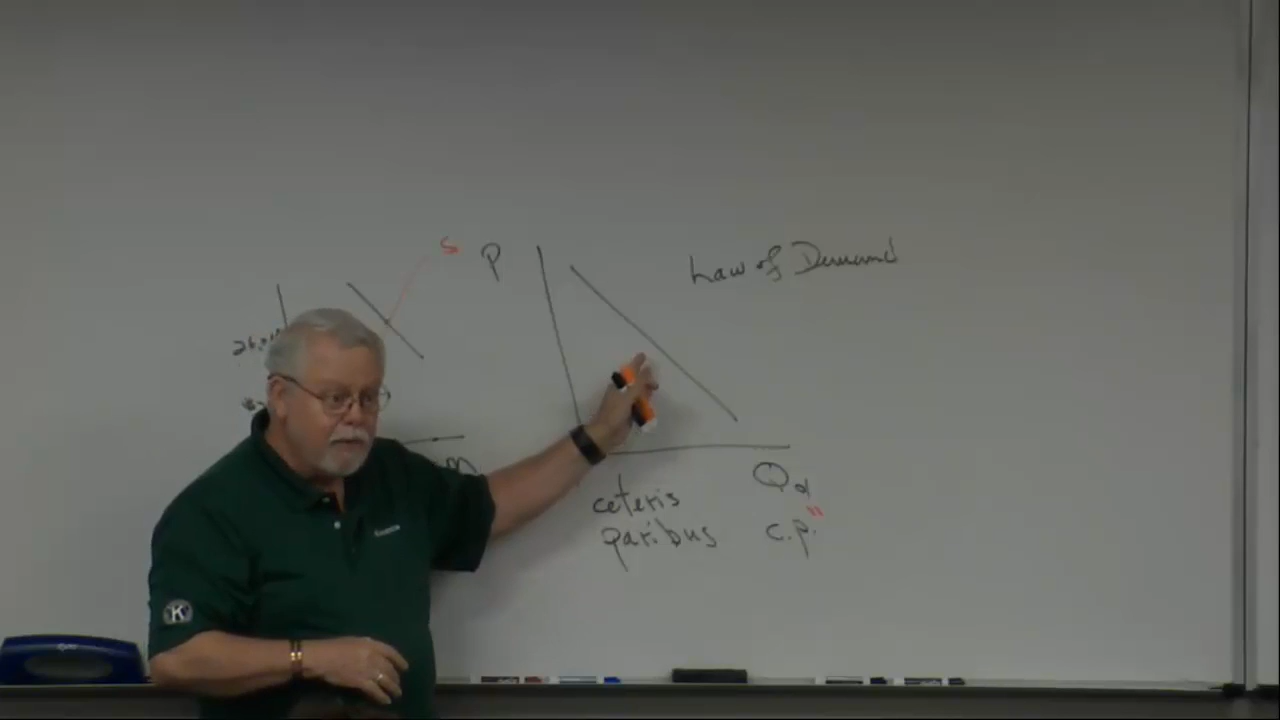 S
P
Law of Demand
Qd
ceteris
paribus
c.p."
K